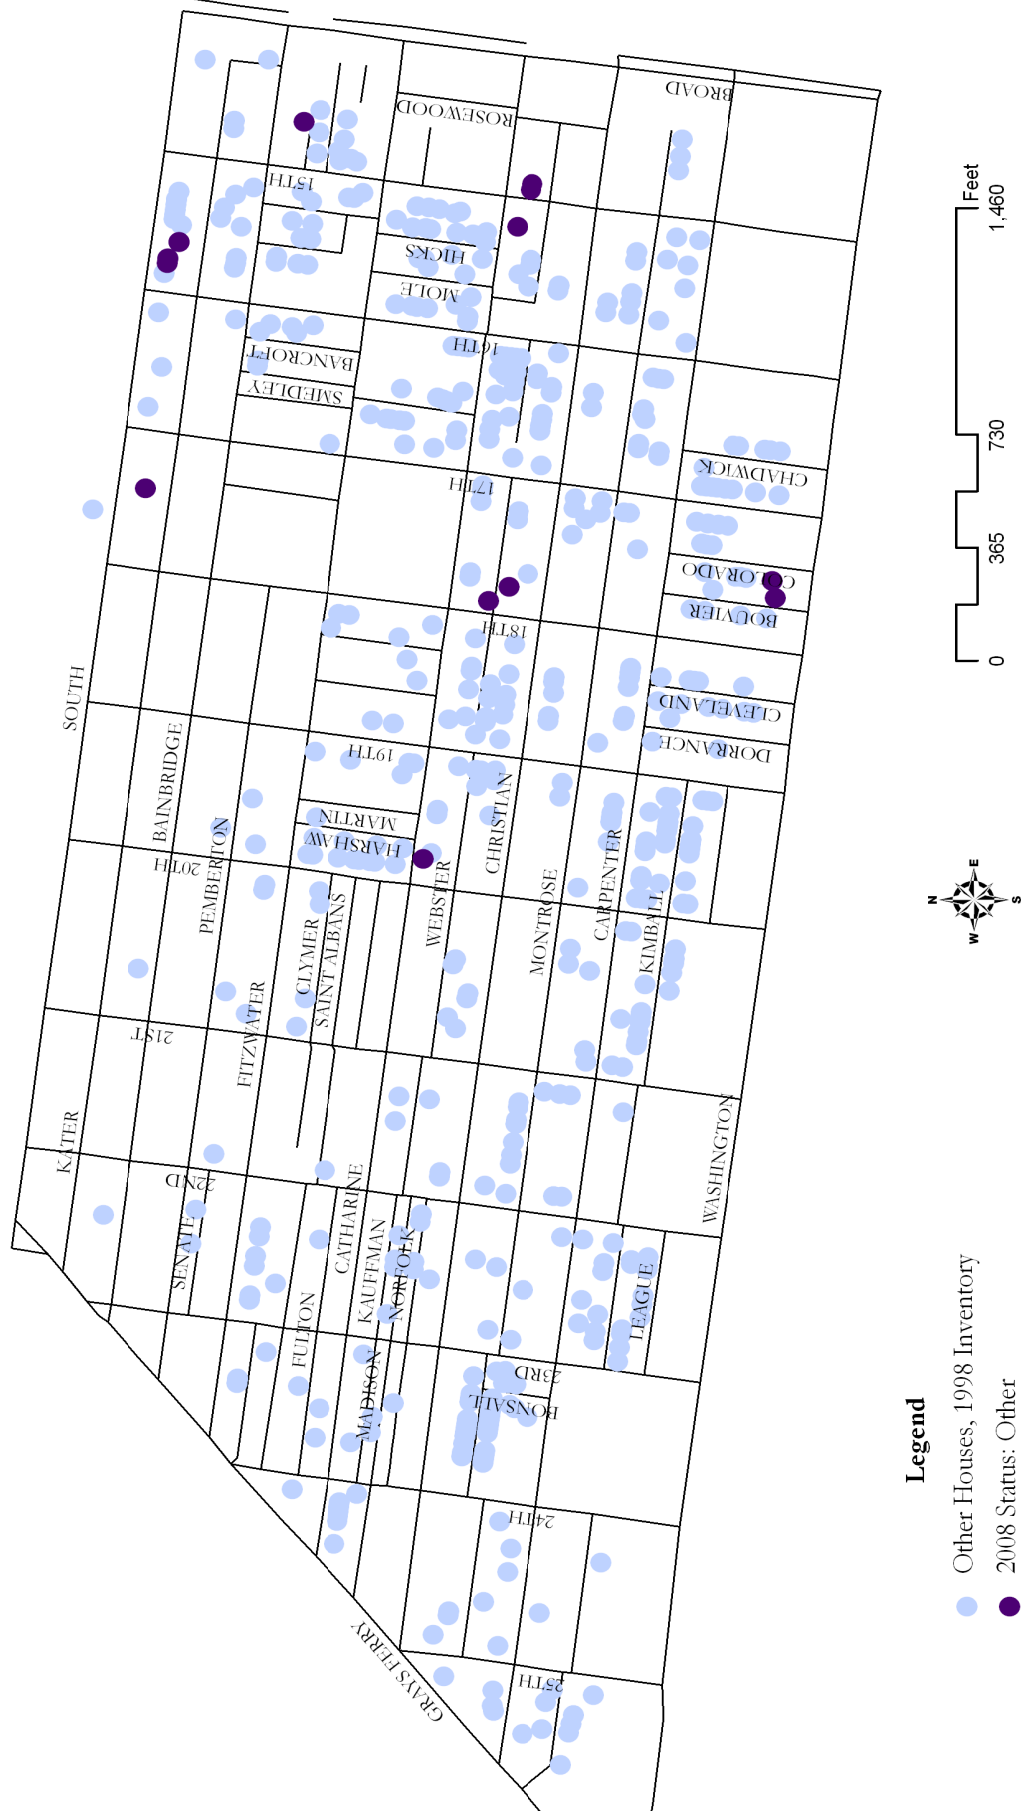 SOUTH
KATER
BAINBRIDGE
PEMBERTON
SENATE
FITZWATER
CLYMER
SAINT ALBANS
FULTON
CATHARINE
KAUFFMAN
MADISON
NORFOLK
WEBSTER
CHRISTIAN
MONTROSE
CARPENTER
KIMBALL
LEAGUE
WASHINGTON
GRAYS FERRY
25TH
24TH
BONSALL
23RD
22ND
21ST
20TH
HARSHAW
MARTIN
19TH
DORRANCE
CLEVELAND
18TH
BOUVIER
COLORADO
17TH
CHADWICK
SMEDLEY
BANCROFT
16TH
MOLE
HICKS
15TH
ROSEWOOD
BROAD
N
W
E
S
0
365
730
1,460
Feet
Legend
Other Houses, 1998 Inventory
2008 Status: Other